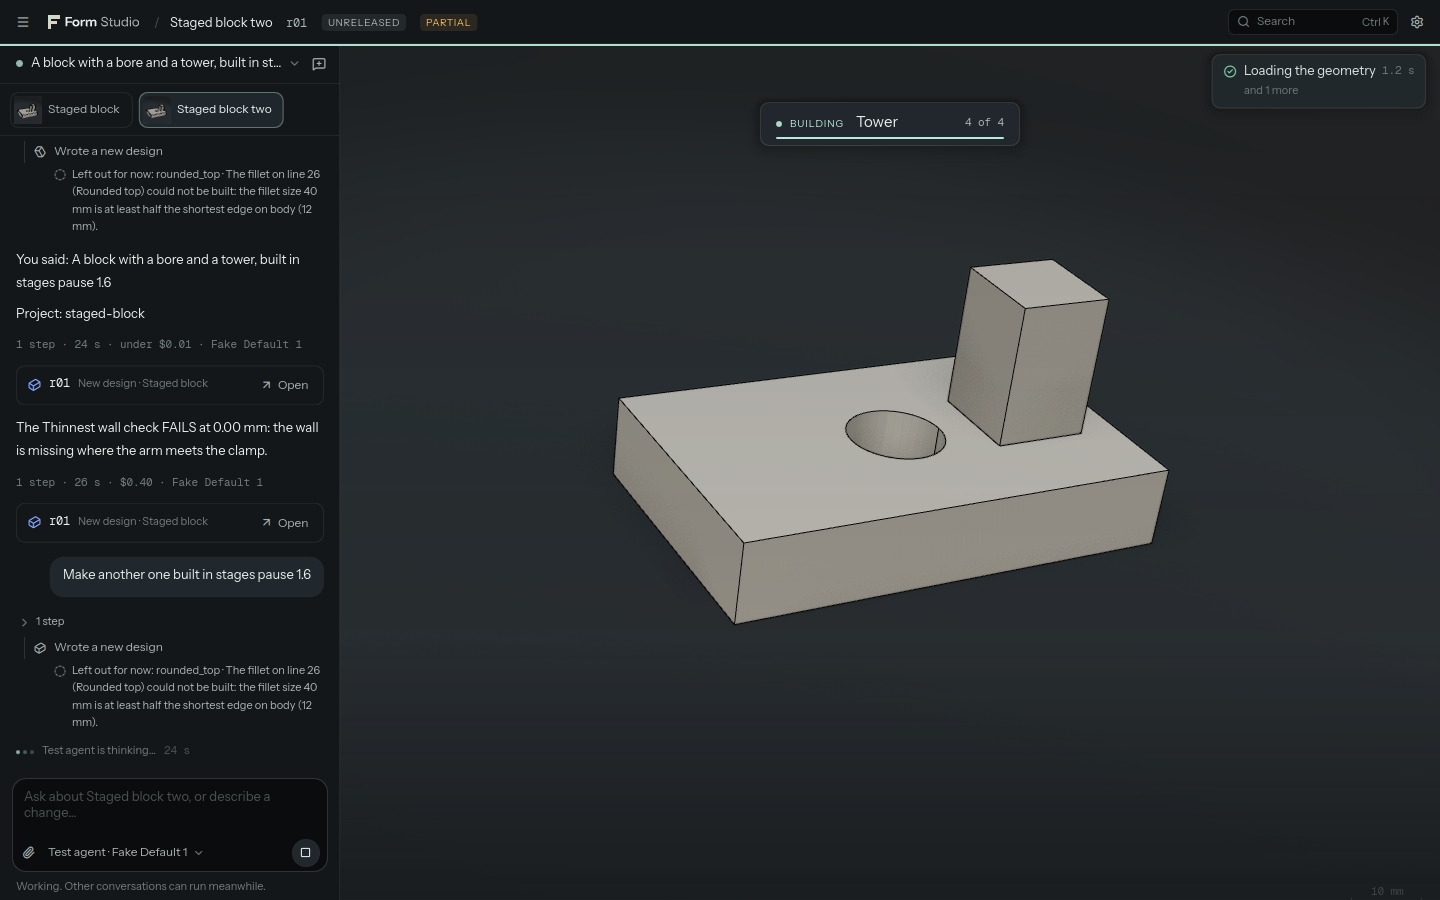 Form Studio / Staged block two r01 UNRELEASED PARTIAL
Search Ctrl K
A block with a bore and a tower, built in st...
Staged block
Staged block two
Wrote a new design
Left out for now: rounded_top · The fillet on line 26
(Rounded top) could not be built: the fillet size 40
mm is at least half the shortest edge on body (12
mm).
You said: A block with a bore and a tower, built in
stages pause 1.6
Project: staged-block
1 step · 24 s · under $0.01 · Fake Default 1
r01 New design · Staged block Open
The Thinnest wall check FAILS at 0.00 mm: the wall
is missing where the arm meets the clamp.
1 step · 26 s · $0.40 · Fake Default 1
r01 New design · Staged block Open
Make another one built in stages pause 1.6
1 step
Wrote a new design
Left out for now: rounded_top · The fillet on line 26
(Rounded top) could not be built: the fillet size 40
mm is at least half the shortest edge on body (12
mm).
Test agent is thinking... 24 s
Ask about Staged block two, or describe a
change...
Test agent · Fake Default 1
Working. Other conversations can run meanwhile.
BUILDING Tower 4 of 4
Loading the geometry 1.2 s
and 1 more
10 mm